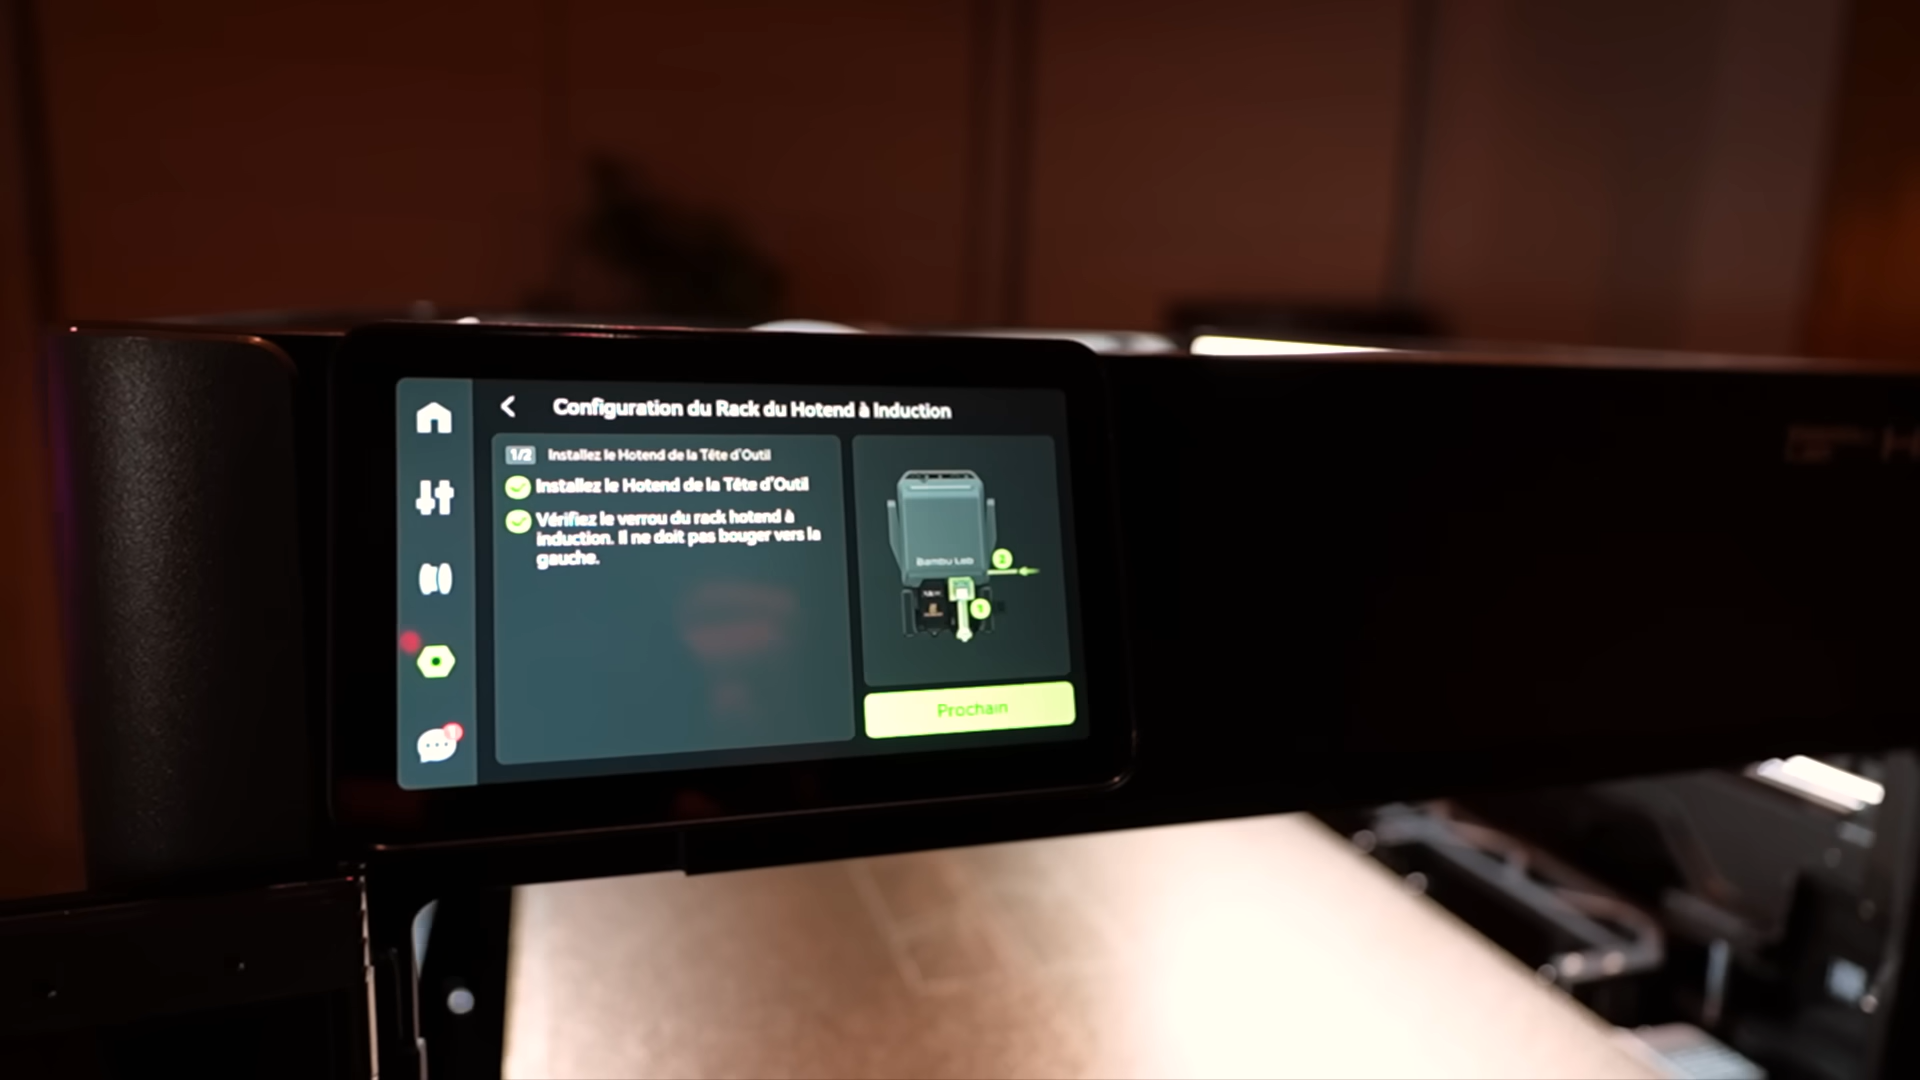 Configuration du Rack du Hotend à Induction
1/2 Installez le Hotend de la Tête d'Outil
Installez le Hotend de la Tête d'Outil
Vérifiez le verrou du rack hotend à
induction. Il ne doit pas bouger vers la
gauche.
Bambu Lab
2
1
Prochain